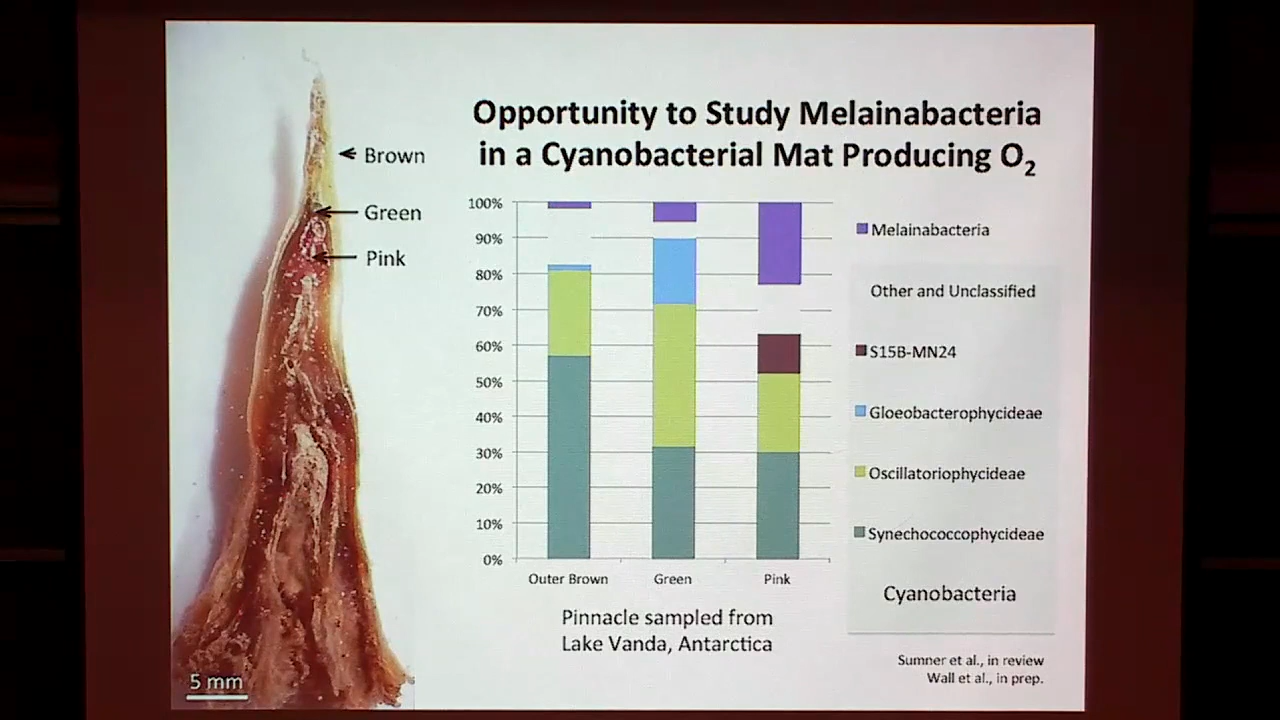 Opportunity to Study Melainabacteria
in a Cyanobacterial Mat Producing O₂
Brown
Green
Pink
100%
90%
80%
70%
60%
50%
40%
30%
20%
10%
0%
Outer Brown
Green
Pink
Melainabacteria
Other and Unclassified
S15B-MN24
Gloeobacterophycideae
Oscillatoriophycideae
Synechococcophycideae
Cyanobacteria
Pinnacle sampled from
Lake Vanda, Antarctica
Sumner et al., in review
Wall et al., in prep.
5 mm